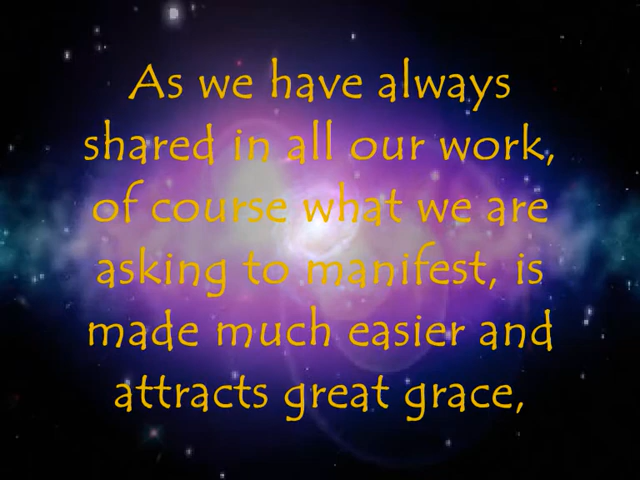 As we have always
shared in all our work,
of course what we are
asking to manifest, is
made much easier and
attracts great grace,